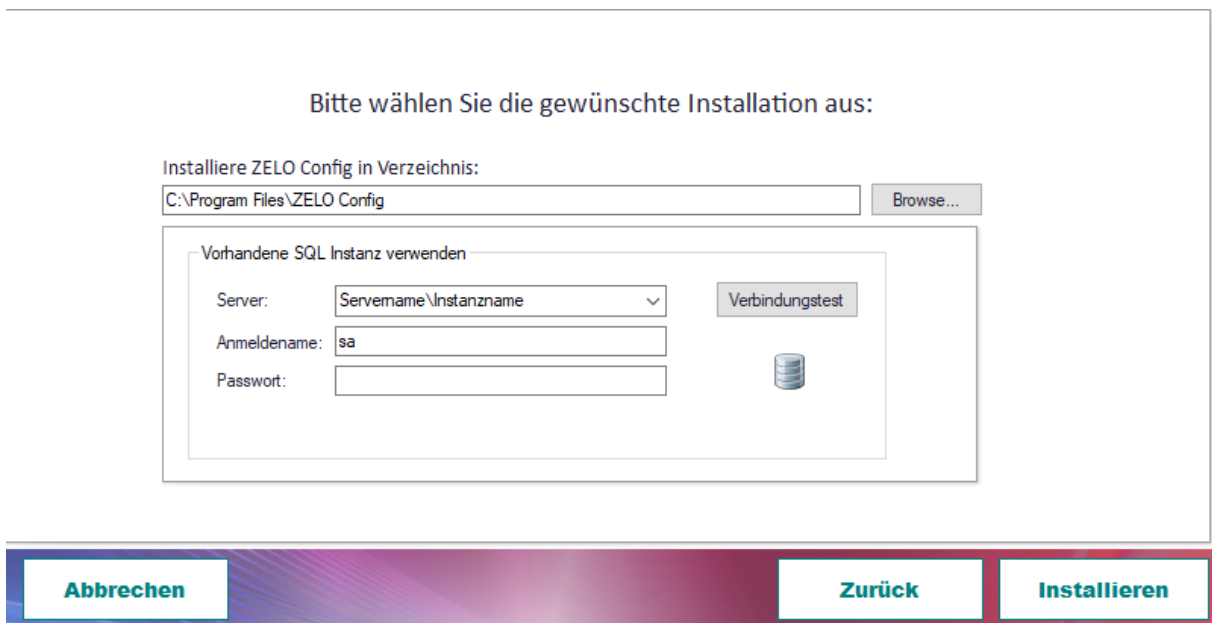 Bitte wählen Sie die gewünschte Installation aus:
Installiere ZELO Config in Verzeichnis:
C:\Program Files\ZELO Config Browse...
Vorhandene SQL Instanz verwenden
Server: Servername\Instanzname Verbindungstest
Anmeldename: sa
Passwort:
Abbrechen Zurück Installieren